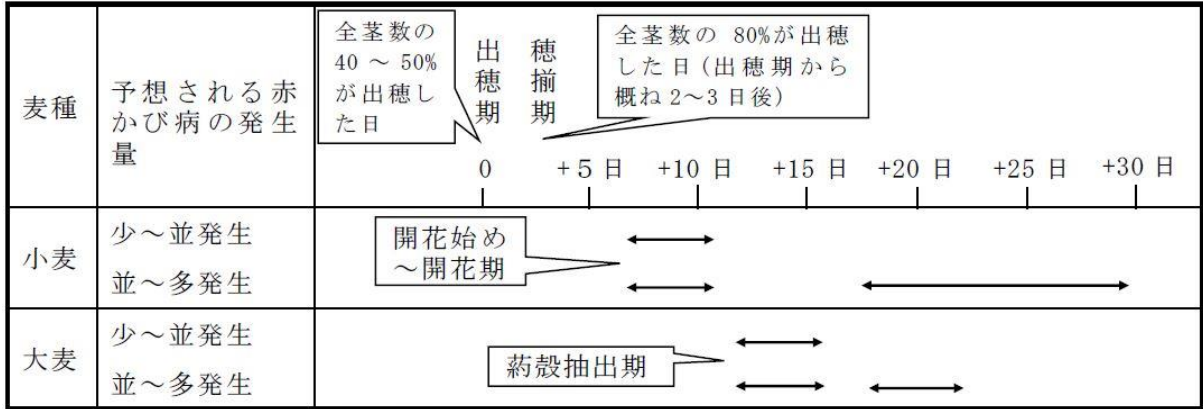 麦種
予想される赤
かび病の発生
量
全茎数の
40 ～ 50%
が出穂し
た日
出穂期
穂揃期
全茎数の 80%が出穂
した日(出穂期から
概ね 2～3 日後)
0 +5 日 +10 日 +15 日 +20 日 +25 日 +30 日
小麦
少～並発生
並～多発生
開花始め
～開花期
大麦
少～並発生
並～多発生
葯殻抽出期